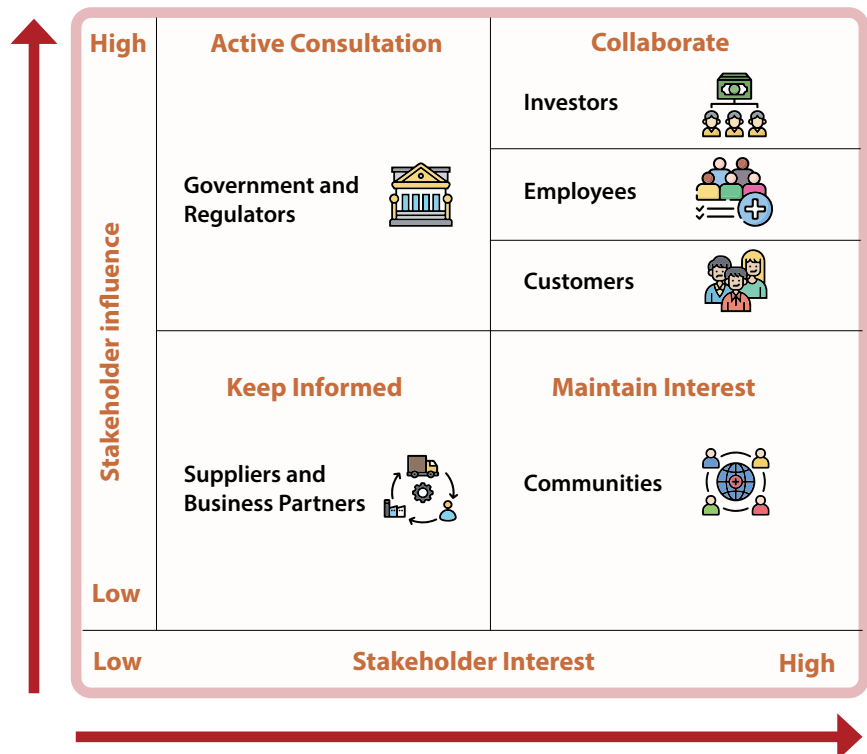 High
Active Consultation
Collaborate
Investors
Government and
Regulators
Employees
Customers
Stakeholder influence
Keep Informed
Maintain Interest
Suppliers and
Business Partners
Communities
Low
Low
Stakeholder Interest
High